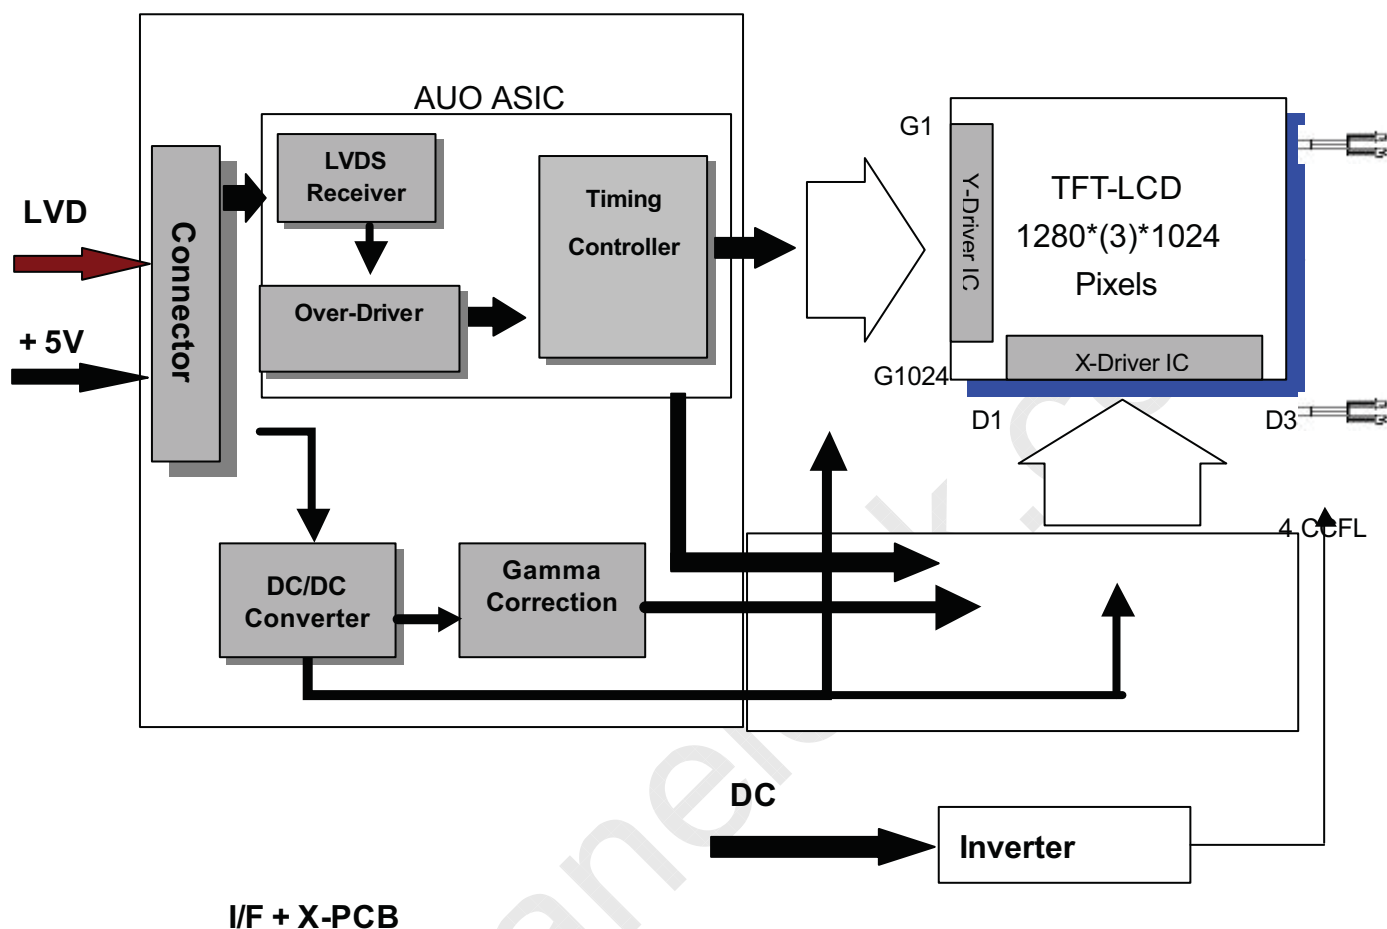 AUO ASIC
LVD
+ 5V
Connector
LVDS
Receiver
Over-Driver
Timing
Controller
DC/DC
Converter
Gamma
Correction
G1
Y-Driver IC
TFT-LCD
1280*(3)*1024
Pixels
X-Driver IC
G1024
D1
D3
4 CCFL
DC
Inverter
I/F + X-PCB